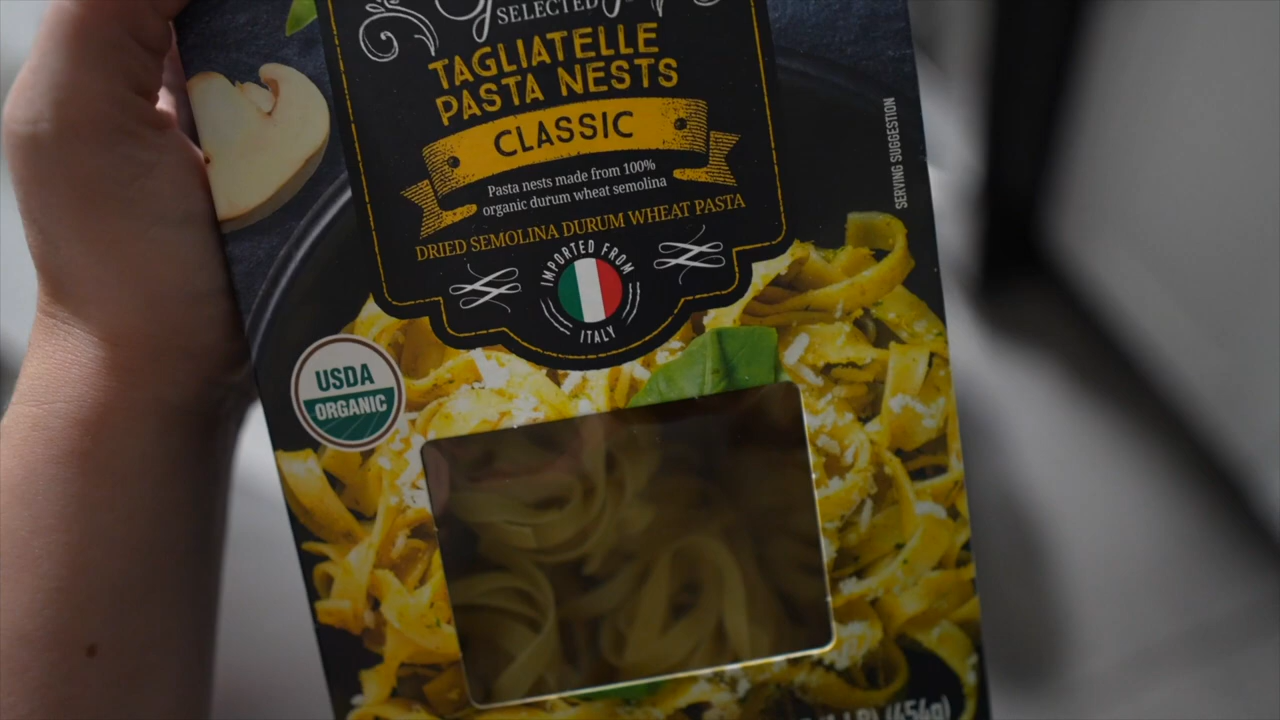 SELECTED
TAGLIATELLE
PASTA NESTS
CLASSIC
Pasta nests made from 100%
organic durum wheat semolina
DRIED SEMOLINA DURUM WHEAT PASTA
IMPORTED FROM
ITALY
SERVING SUGGESTION
USDA
ORGANIC
(454g)